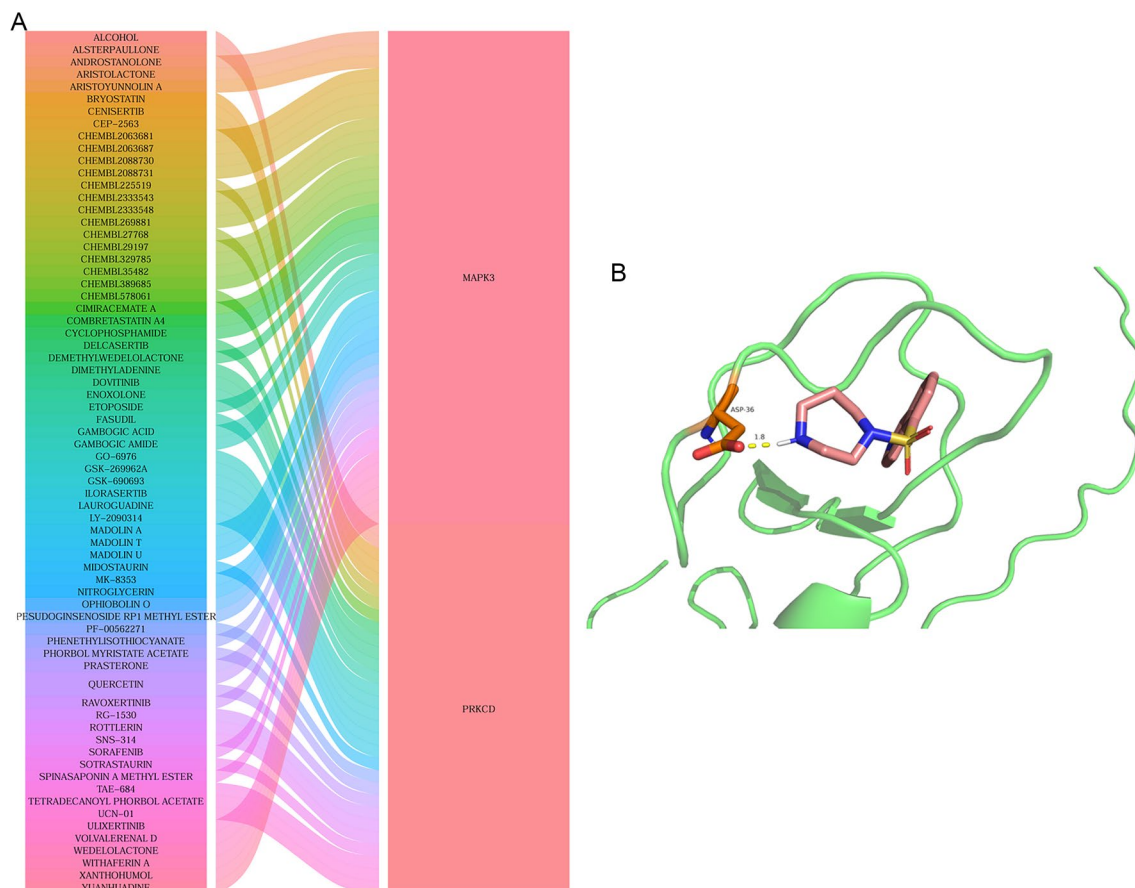 A
ALCOHOL
ALSTERPAULLONE
ANDROSTANOLONE
ARISTOLACTONE
ARISTOYUNNOLIN A
BRYOSTATIN
CENISERTIB
CEP-2563
CHEMBL2063681
CHEMBL2063687
CHEMBL2088730
CHEMBL2088731
CHEMBL225519
CHEMBL2333543
CHEMBL2333548
CHEMBL269881
CHEMBL27768
CHEMBL29197
CHEMBL329785
CHEMBL35482
CHEMBL389685
CHEMBL578061
CIMIRACEMATE A
COMBRETASTATIN A4
CYCLOPHOSPHAMIDE
DELCASERTIB
DEMETHYLWEDELOLACTONE
DIMETHYLADENINE
DOVITINIB
ENOXOLONE
ETOPOSIDE
FASUDIL
GAMBOGIC ACID
GAMBOGIC AMIDE
GO-6976
GSK-269962A
GSK-690693
ILORASERTIB
LAUROGUADINE
LY-2090314
MADOLIN A
MADOLIN T
MADOLIN U
MIDOSTAURIN
MK-8353
NITROGLYCERIN
OPHIOBOLIN O
PESUDOGINSENOSIDE RP1 METHYL ESTER
PF-00562271
PHENETHYLISOTHIOCYANATE
PHORBOL MYRISTATE ACETATE
PRASTERONE
QUERCETIN
RAVOXERTINIB
RG-1530
ROTTLERIN
SNS-314
SORAFENIB
SOTRASTAURIN
SPINASAPONIN A METHYL ESTER
TAE-684
TETRADECANOYL PHORBOL ACETATE
UCN-01
ULIXERTINIB
VOLVALERENAL D
WEDELOLACTONE
WITHAFERIN A
XANTHOHUMOL
YUANHUADINE
MAPK3
PRKCD
B
ASP-36
1.8